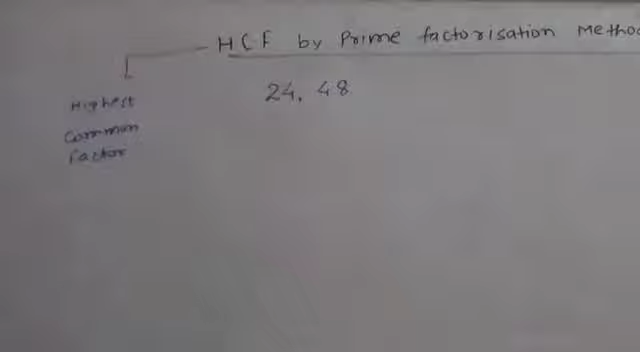 HCF by Prime factorisation Metho
24, 48
Highest
Common
Factor